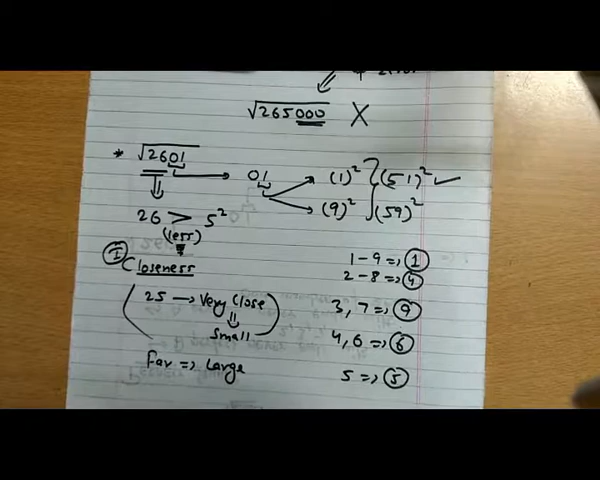 √265000 X
* √2601
01
(1)² (51)² ✓
(9)² (59)²
26 > 5²
(less)
① Closeness
25 → Very Close
⇓
Small
Far => Large
1-9 => 1
2-8 => 4
3, 7 => 9
4, 6 => 6
5 => 5